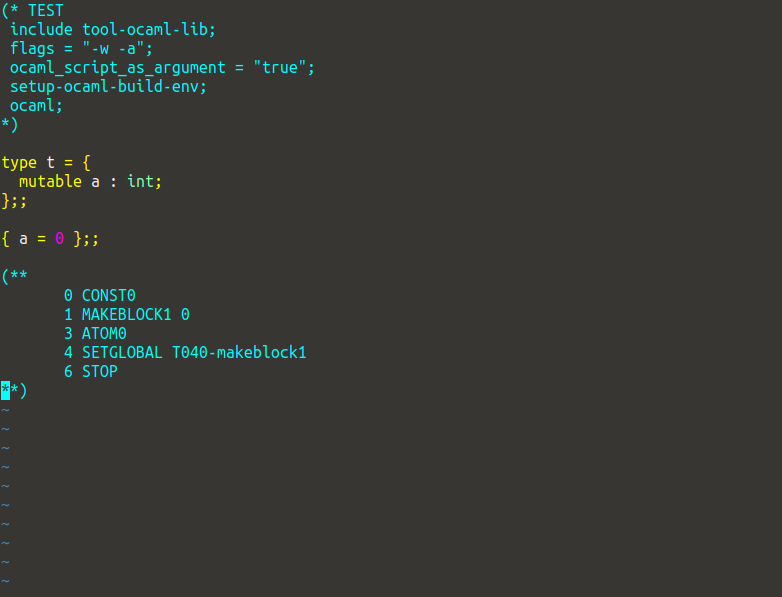 (* TEST
 include tool-ocaml-lib;
 flags = "-w -a";
 ocaml_script_as_argument = "true";
 setup-ocaml-build-env;
 ocaml;
*)

type t = {
  mutable a : int;
};;

{ a = 0 };;

(**
       0 CONST0
       1 MAKEBLOCK1 0
       3 ATOM0
       4 SETGLOBAL T040-makeblock1
       6 STOP
**)
~
~
~
~
~
~
~
~
~
~